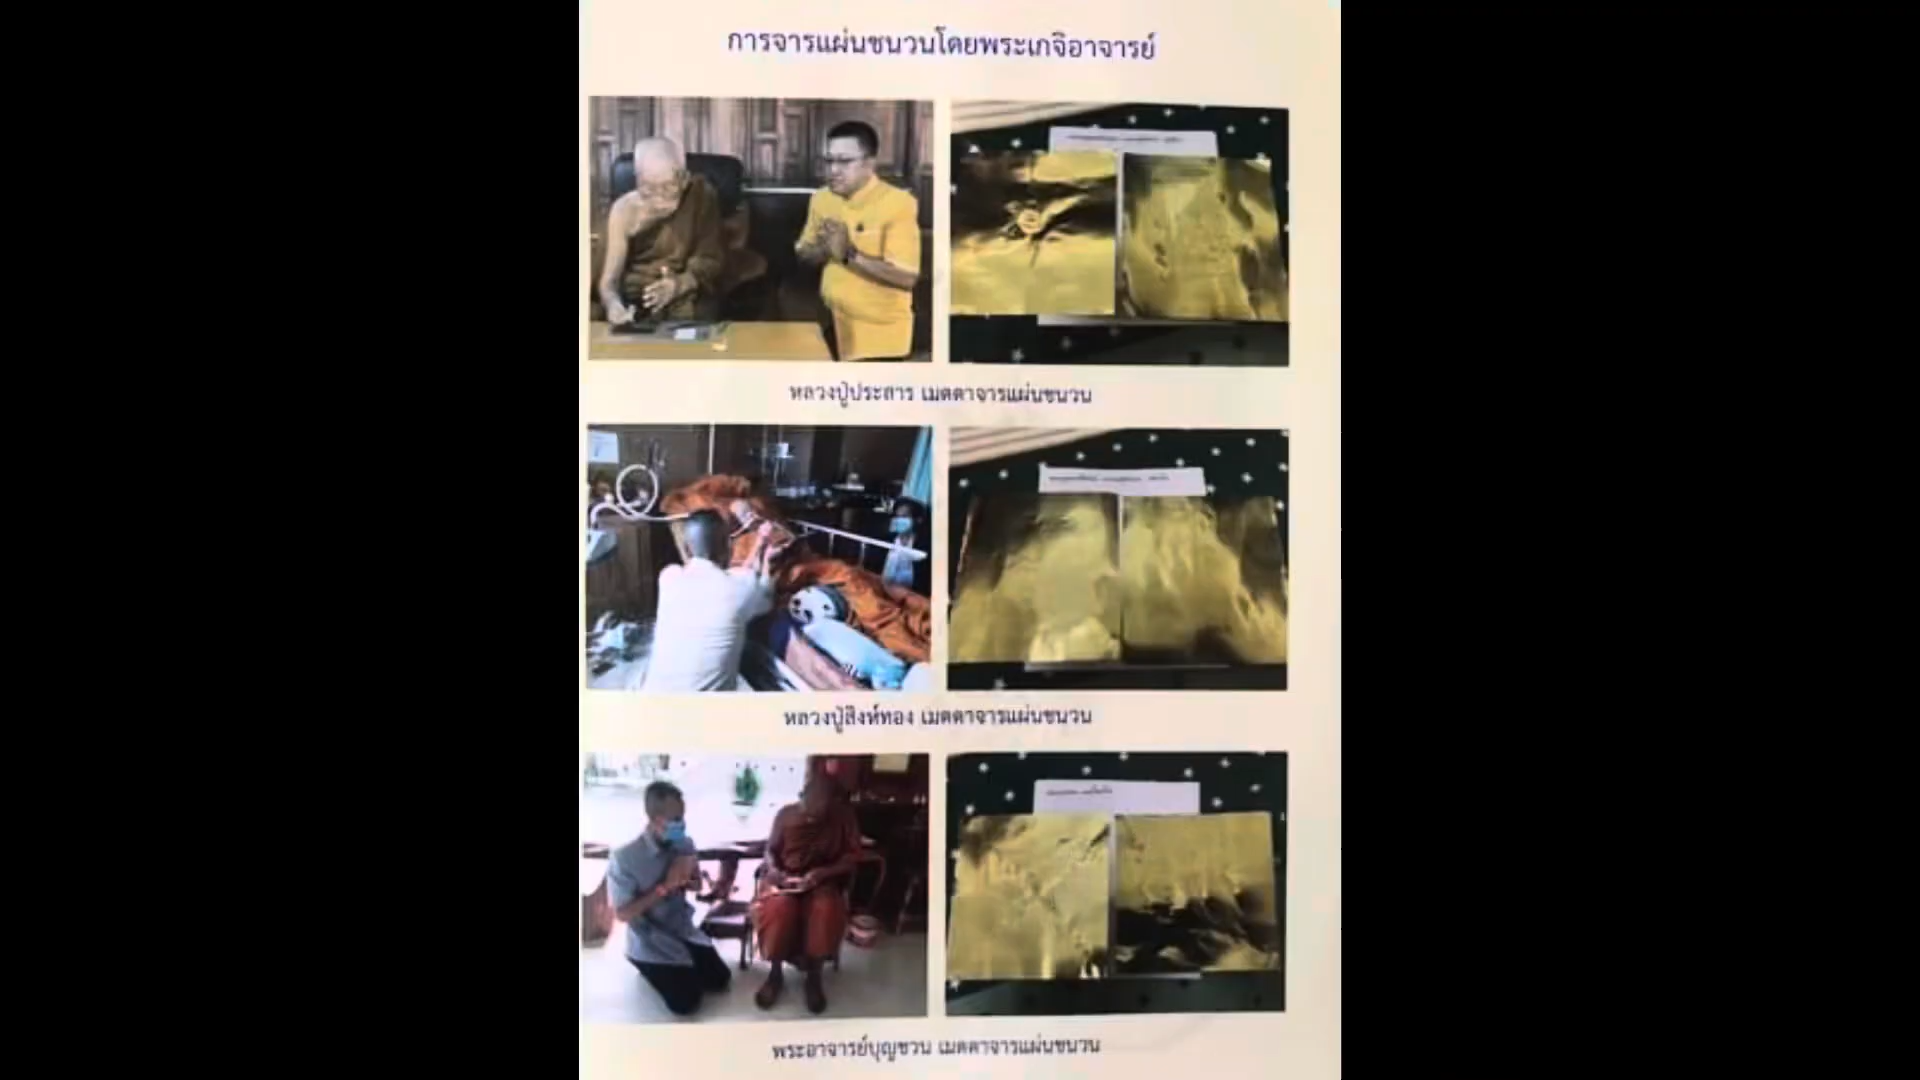 การจารแผ่นชนวนโดยพระเกจิอาจารย์
หลวงปู่ประสาร เมตตาจารแผ่นชนวน
หลวงปู่สิงห์ทอง เมตตาจารแผ่นชนวน
พระอาจารย์บุญชวน เมตตาจารแผ่นชนวน